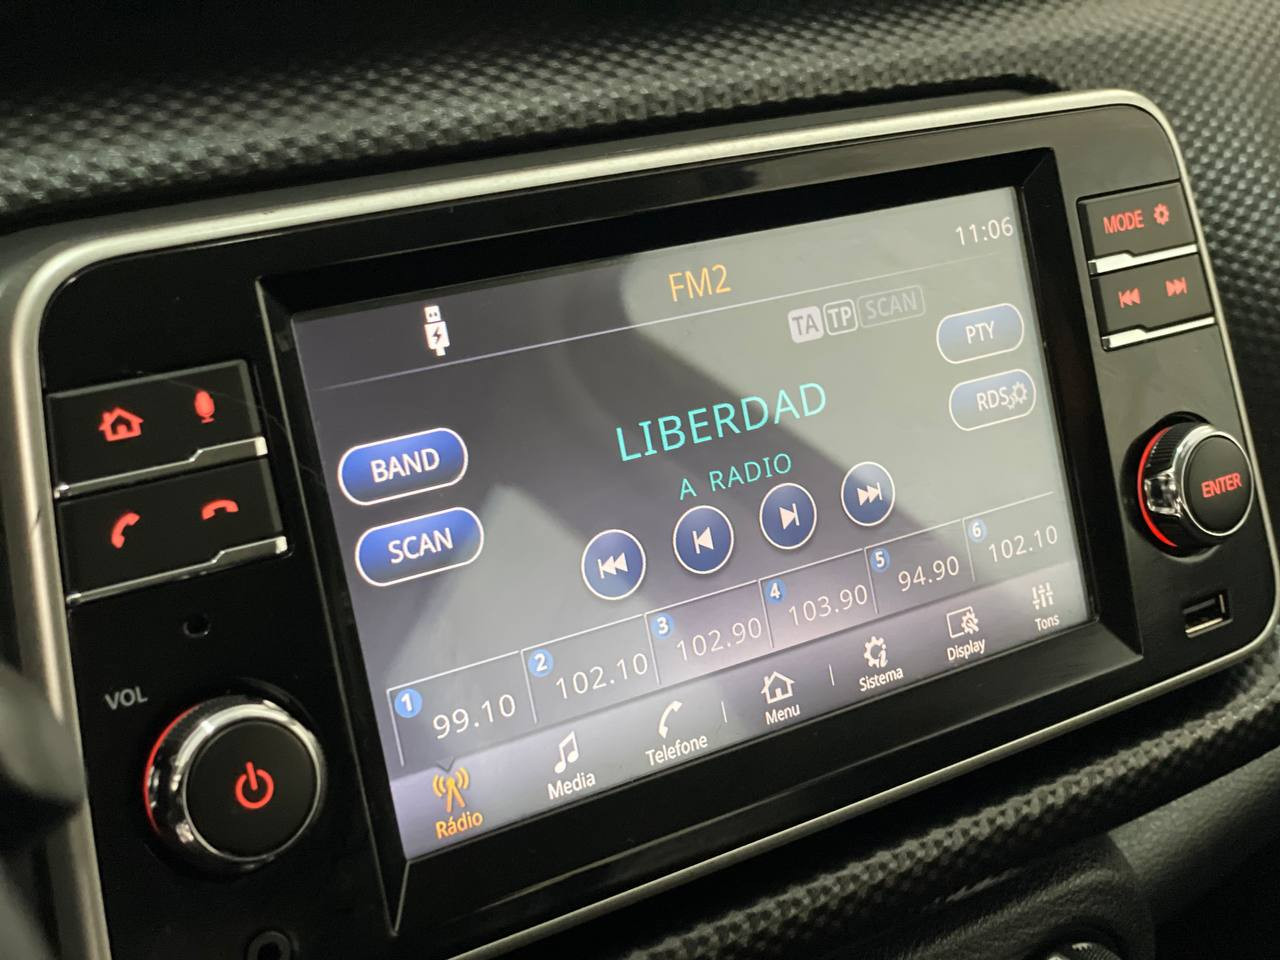 11:06
FM2
TA TP SCAN
PTY
RDS
LIBERDAD
A RADIO
BAND
SCAN
1 99.10
2 102.10
3 102.90
4 103.90
5 94.90
6 102.10
Rádio
Media
Telefone
Menu
Sistema
Display
Tons
VOL
MODE
ENTER